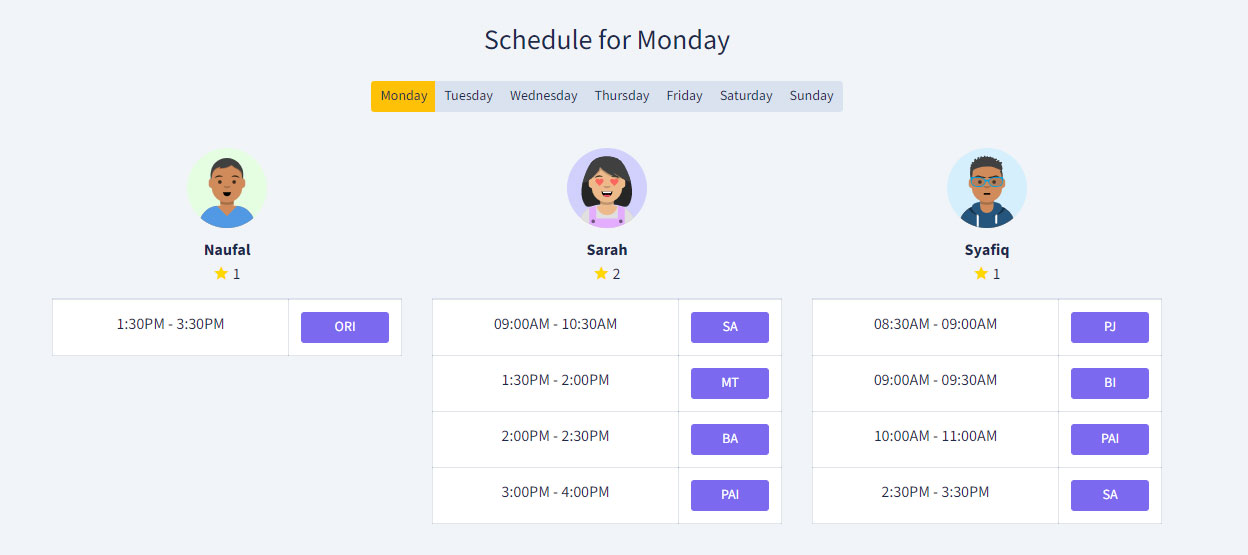 Schedule for Monday
Monday Tuesday Wednesday Thursday Friday Saturday Sunday
Naufal
1
1:30PM - 3:30PM ORI
Sarah
2
09:00AM - 10:30AM SA
1:30PM - 2:00PM MT
2:00PM - 2:30PM BA
3:00PM - 4:00PM PAI
Syafiq
1
08:30AM - 09:00AM PJ
09:00AM - 09:30AM BI
10:00AM - 11:00AM PAI
2:30PM - 3:30PM SA